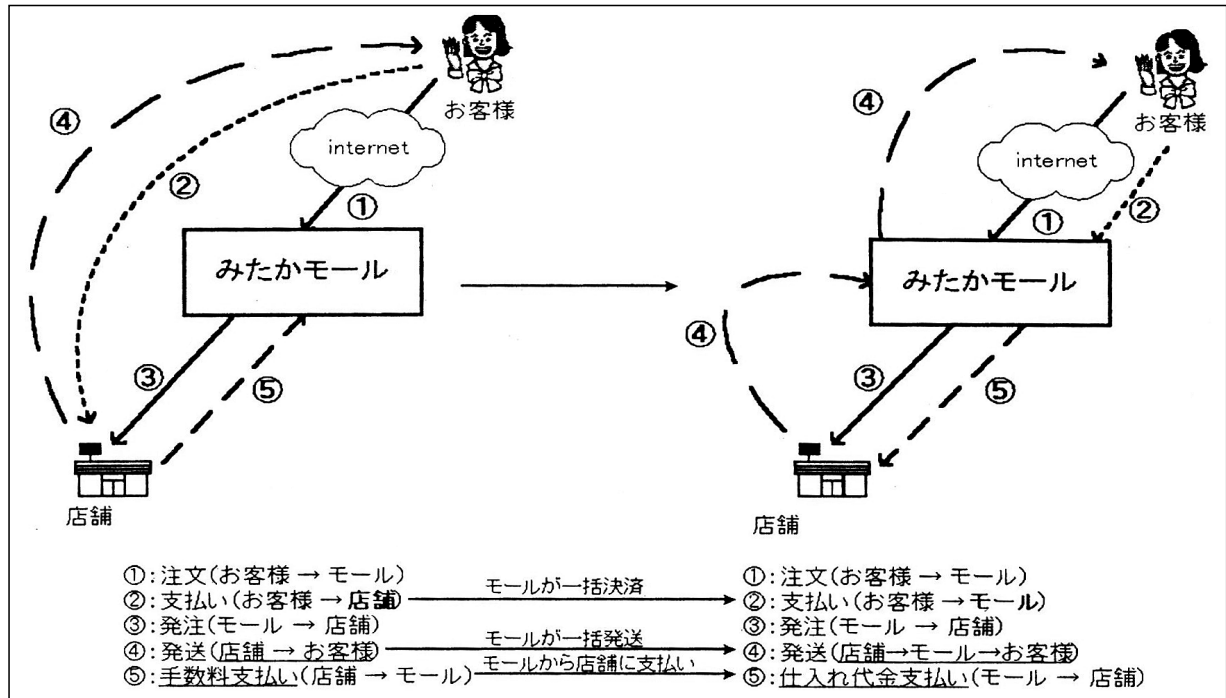 お客様
④
internet
②
①
みたかモール
③
⑤
店舗
お客様
④
internet
②
①
みたかモール
④
③
⑤
店舗
①:注文(お客様 → モール)
②:支払い(お客様 → 店舗)
③:発注(モール → 店舗)
④:発送(店舗 → お客様)
⑤:手数料支払い(店舗 → モール)
モールが一括決済
モールが一括発送
モールから店舗に支払い
①:注文(お客様 → モール)
②:支払い(お客様 → モール)
③:発注(モール → 店舗)
④:発送(店舗→モール→お客様)
⑤:仕入れ代金支払い(モール → 店舗)